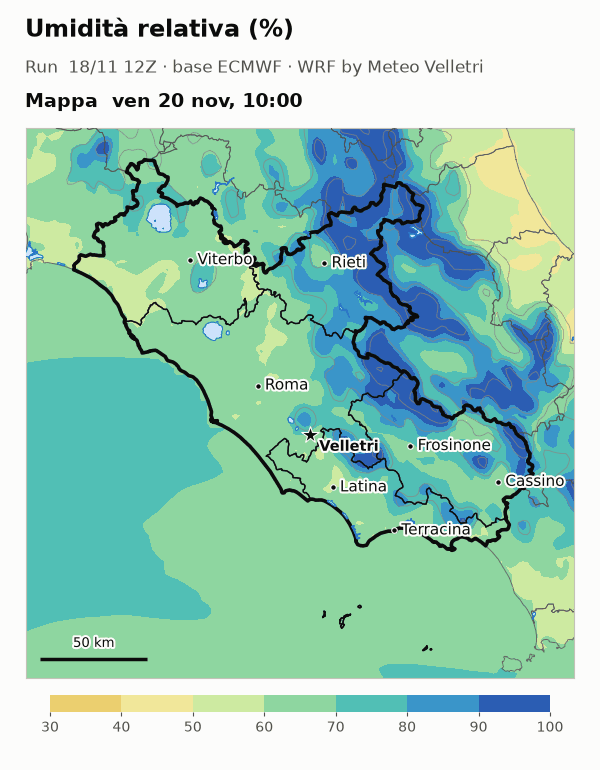 Umidità relativa (%)
Run  18/11 12Z · base ECMWF · WRF by Meteo Velletri
Mappa  ven 20 nov, 10:00
Viterbo
Rieti
Roma
Velletri
Frosinone
Cassino
Latina
Terracina
50 km
30 40 50 60 70 80 90 100